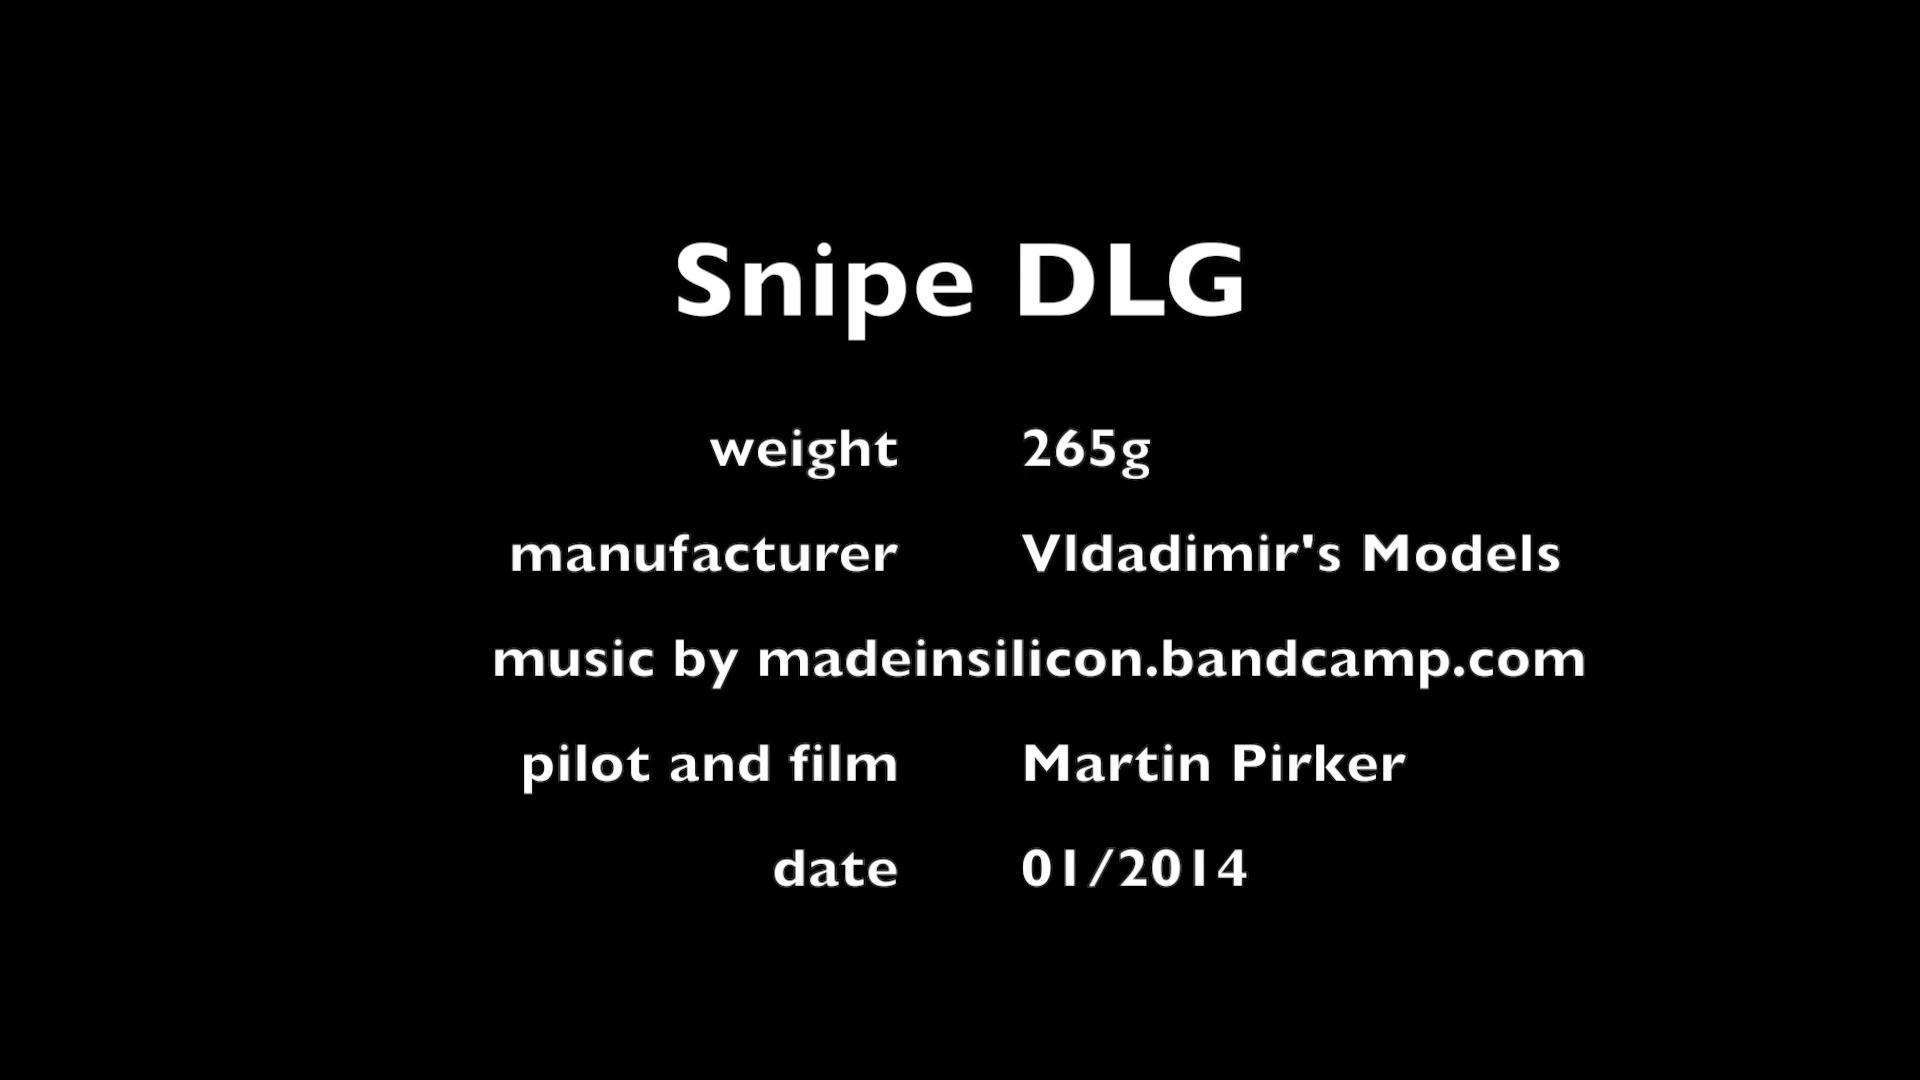 Snipe DLG
weight 265g
manufacturer Vldadimir's Models
music by madeinsilicon.bandcamp.com
pilot and film Martin Pirker
date 01/2014